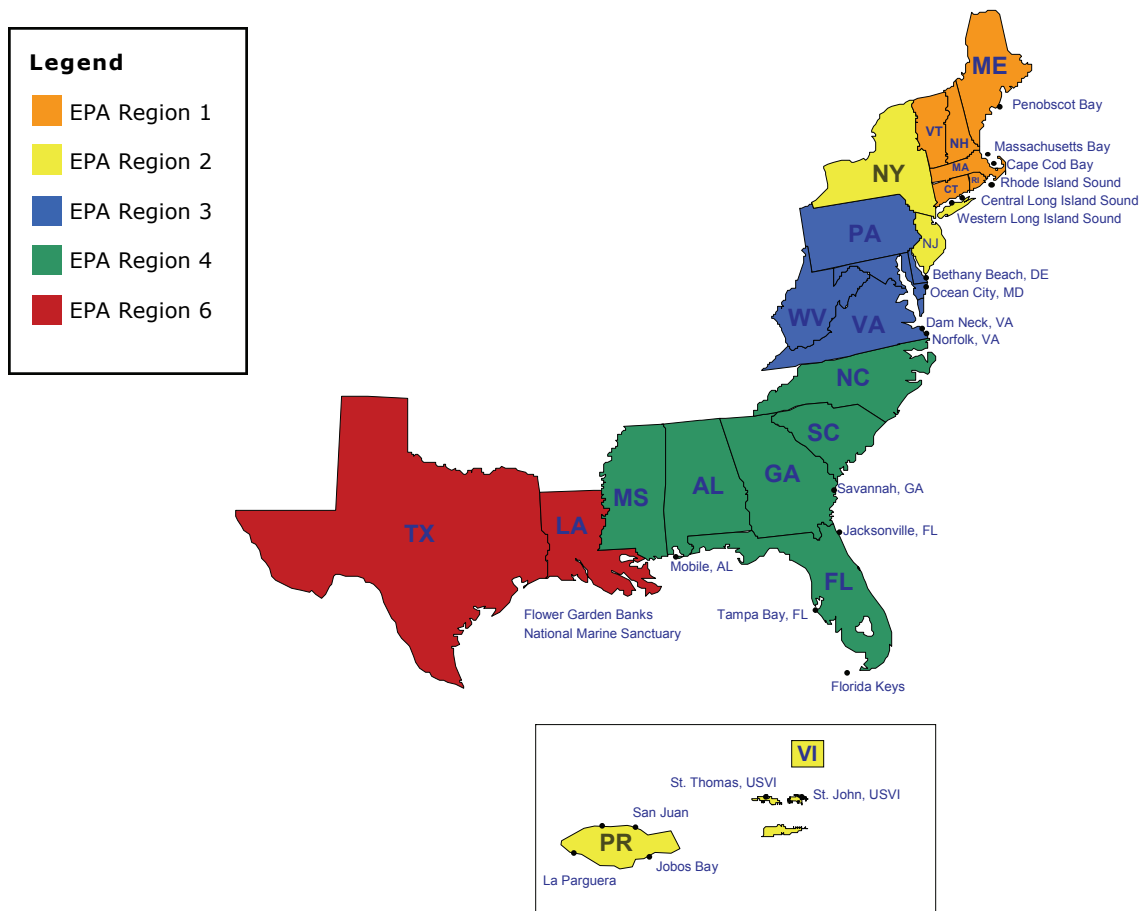 Legend
EPA Region 1
EPA Region 2
EPA Region 3
EPA Region 4
EPA Region 6
ME
Penobscot Bay
VT
NH
Massachusetts Bay
MA
Cape Cod Bay
NY
CT
RI
Rhode Island Sound
Central Long Island Sound
Western Long Island Sound
PA
NJ
Bethany Beach, DE
Ocean City, MD
WV
VA
Dam Neck, VA
Norfolk, VA
NC
SC
GA
AL
MS
Savannah, GA
TX
LA
Jacksonville, FL
Mobile, AL
FL
Flower Garden Banks
National Marine Sanctuary
Tampa Bay, FL
Florida Keys
VI
St. Thomas, USVI
St. John, USVI
San Juan
PR
Jobos Bay
La Parguera